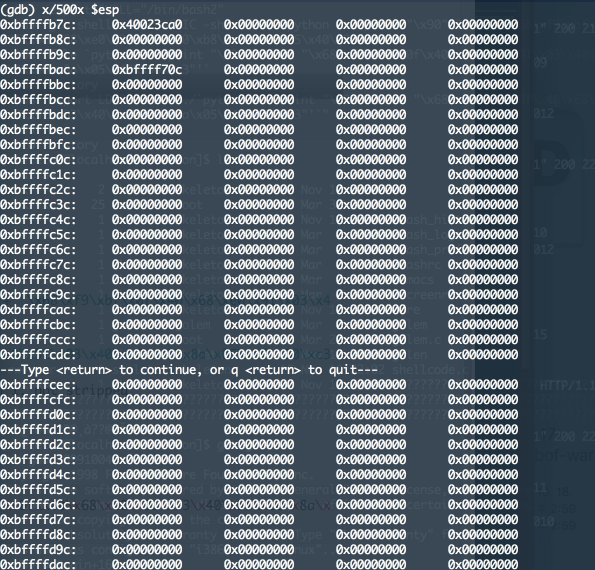 (gdb) x/500x $esp
0xbffffb7c: 0x40023ca0 0x00000000 0x00000000 0x00000000
0xbffffb8c: 0x00000000 0x00000000 0x00000000 0x00000000
0xbffffb9c: 0x00000000 0x00000000 0x00000000 0x00000000
0xbffffbac: 0xbffff70c 0x00000000 0x00000000 0x00000000
0xbffffbbc: 0x00000000 0x00000000 0x00000000 0x00000000
0xbffffbcc: 0x00000000 0x00000000 0x00000000 0x00000000
0xbffffbdc: 0x00000000 0x00000000 0x00000000 0x00000000
0xbffffbec: 0x00000000 0x00000000 0x00000000 0x00000000
0xbffffbfc: 0x00000000 0x00000000 0x00000000 0x00000000
0xbffffc0c: 0x00000000 0x00000000 0x00000000 0x00000000
0xbffffc1c: 0x00000000 0x00000000 0x00000000 0x00000000
0xbffffc2c: 0x00000000 0x00000000 0x00000000 0x00000000
0xbffffc3c: 0x00000000 0x00000000 0x00000000 0x00000000
0xbffffc4c: 0x00000000 0x00000000 0x00000000 0x00000000
0xbffffc5c: 0x00000000 0x00000000 0x00000000 0x00000000
0xbffffc6c: 0x00000000 0x00000000 0x00000000 0x00000000
0xbffffc7c: 0x00000000 0x00000000 0x00000000 0x00000000
0xbffffc8c: 0x00000000 0x00000000 0x00000000 0x00000000
0xbffffc9c: 0x00000000 0x00000000 0x00000000 0x00000000
0xbffffcac: 0x00000000 0x00000000 0x00000000 0x00000000
0xbffffcbc: 0x00000000 0x00000000 0x00000000 0x00000000
0xbffffccc: 0x00000000 0x00000000 0x00000000 0x00000000
0xbffffcdc: 0x00000000 0x00000000 0x00000000 0x00000000
---Type <return> to continue, or q <return> to quit---
0xbffffcec: 0x00000000 0x00000000 0x00000000 0x00000000
0xbffffcfc: 0x00000000 0x00000000 0x00000000 0x00000000
0xbffffd0c: 0x00000000 0x00000000 0x00000000 0x00000000
0xbffffd1c: 0x00000000 0x00000000 0x00000000 0x00000000
0xbffffd2c: 0x00000000 0x00000000 0x00000000 0x00000000
0xbffffd3c: 0x00000000 0x00000000 0x00000000 0x00000000
0xbffffd4c: 0x00000000 0x00000000 0x00000000 0x00000000
0xbffffd5c: 0x00000000 0x00000000 0x00000000 0x00000000
0xbffffd6c: 0x00000000 0x00000000 0x00000000 0x00000000
0xbffffd7c: 0x00000000 0x00000000 0x00000000 0x00000000
0xbffffd8c: 0x00000000 0x00000000 0x00000000 0x00000000
0xbffffd9c: 0x00000000 0x00000000 0x00000000 0x00000000
0xbffffdac: 0x00000000 0x00000000 0x00000000 0x00000000